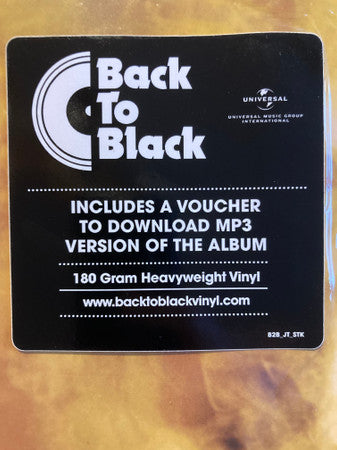 Back
To
Black
UNIVERSAL
UNIVERSAL MUSIC GROUP
INTERNATIONAL
INCLUDES A VOUCHER
TO DOWNLOAD MP3
VERSION OF THE ALBUM
180 Gram Heavyweight Vinyl
www.backtoblackvinyl.com
B2B_JT_STK